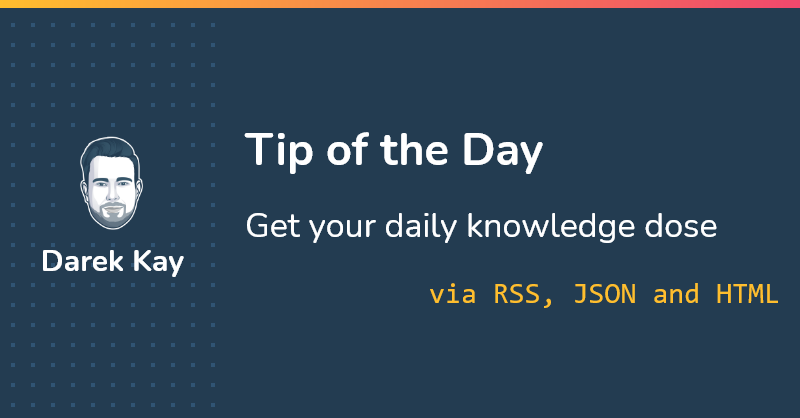 Tip of the Day
Get your daily knowledge dose
via RSS, JSON and HTML
Darek Kay